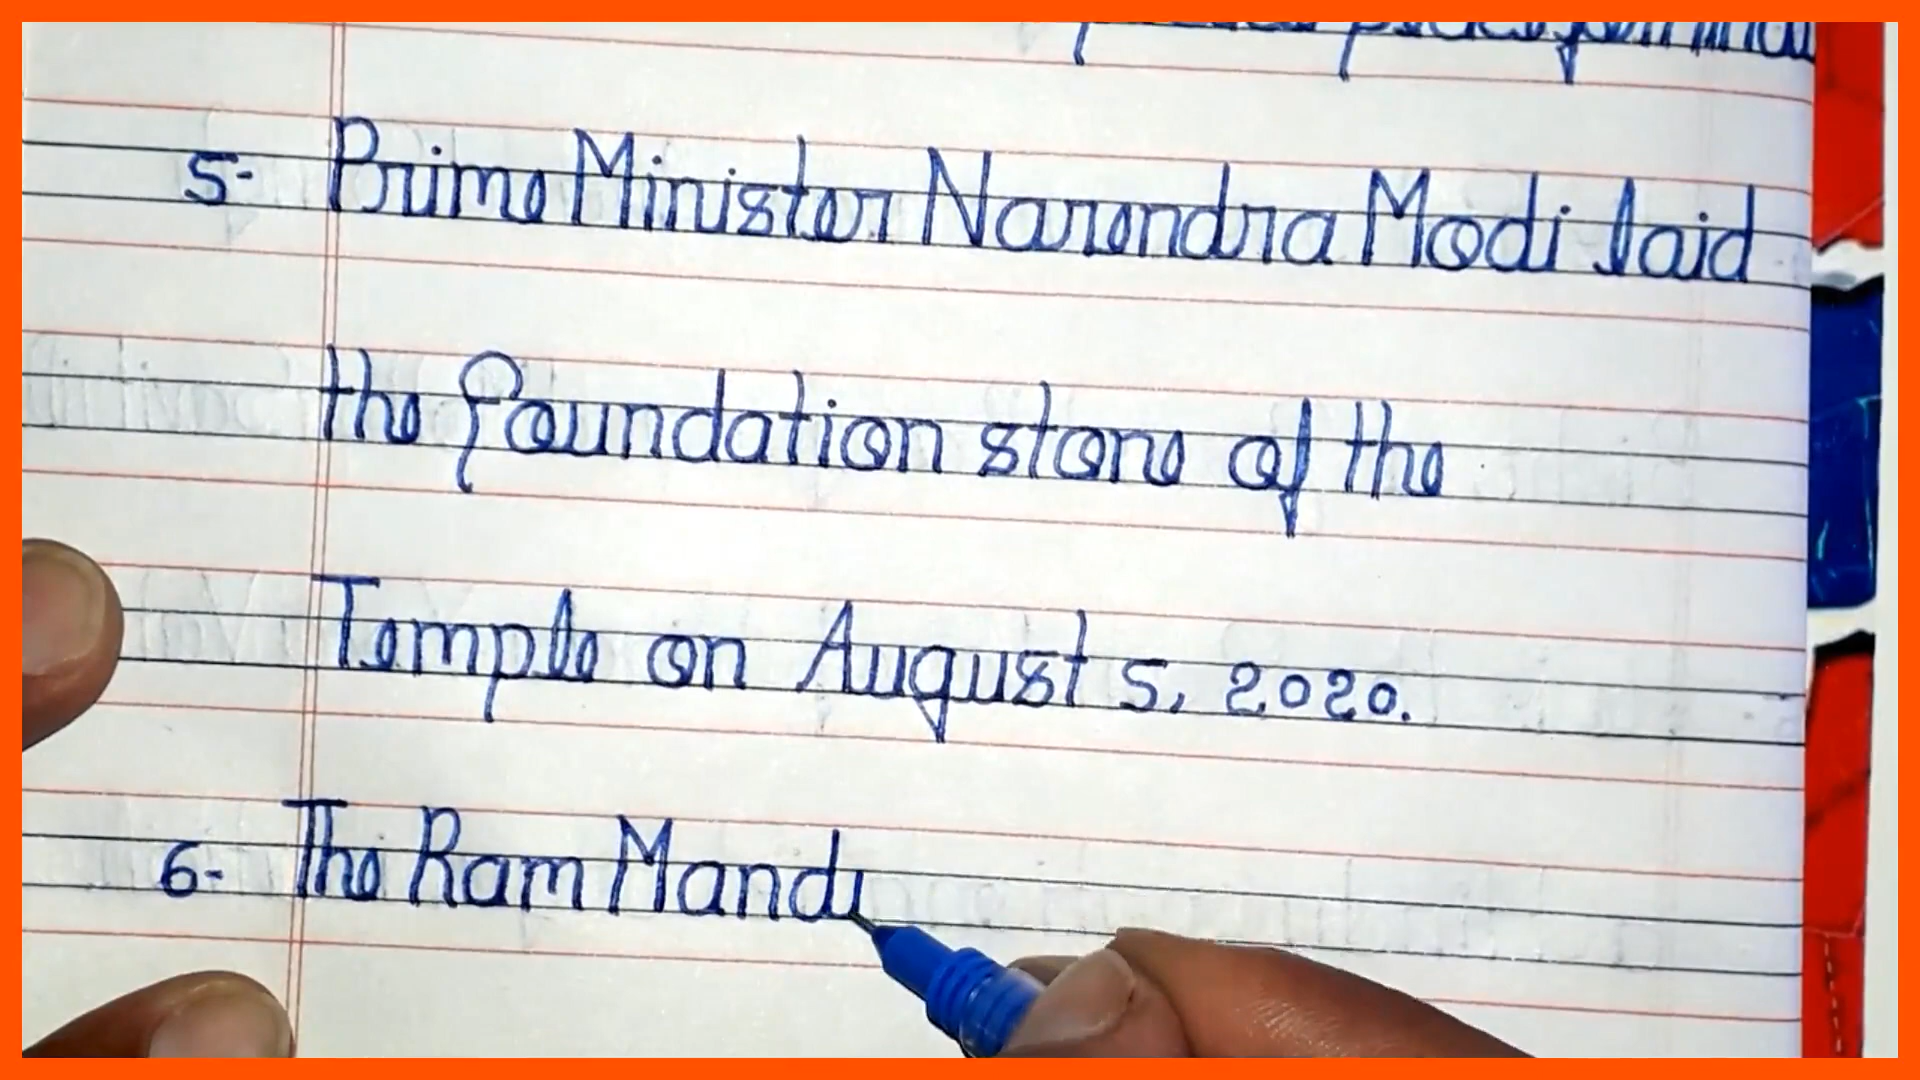 5- Prime Minister Narendra Modi laid
the foundation stone of the
Temple on August 5, 2020.
6- The Ram Mandi